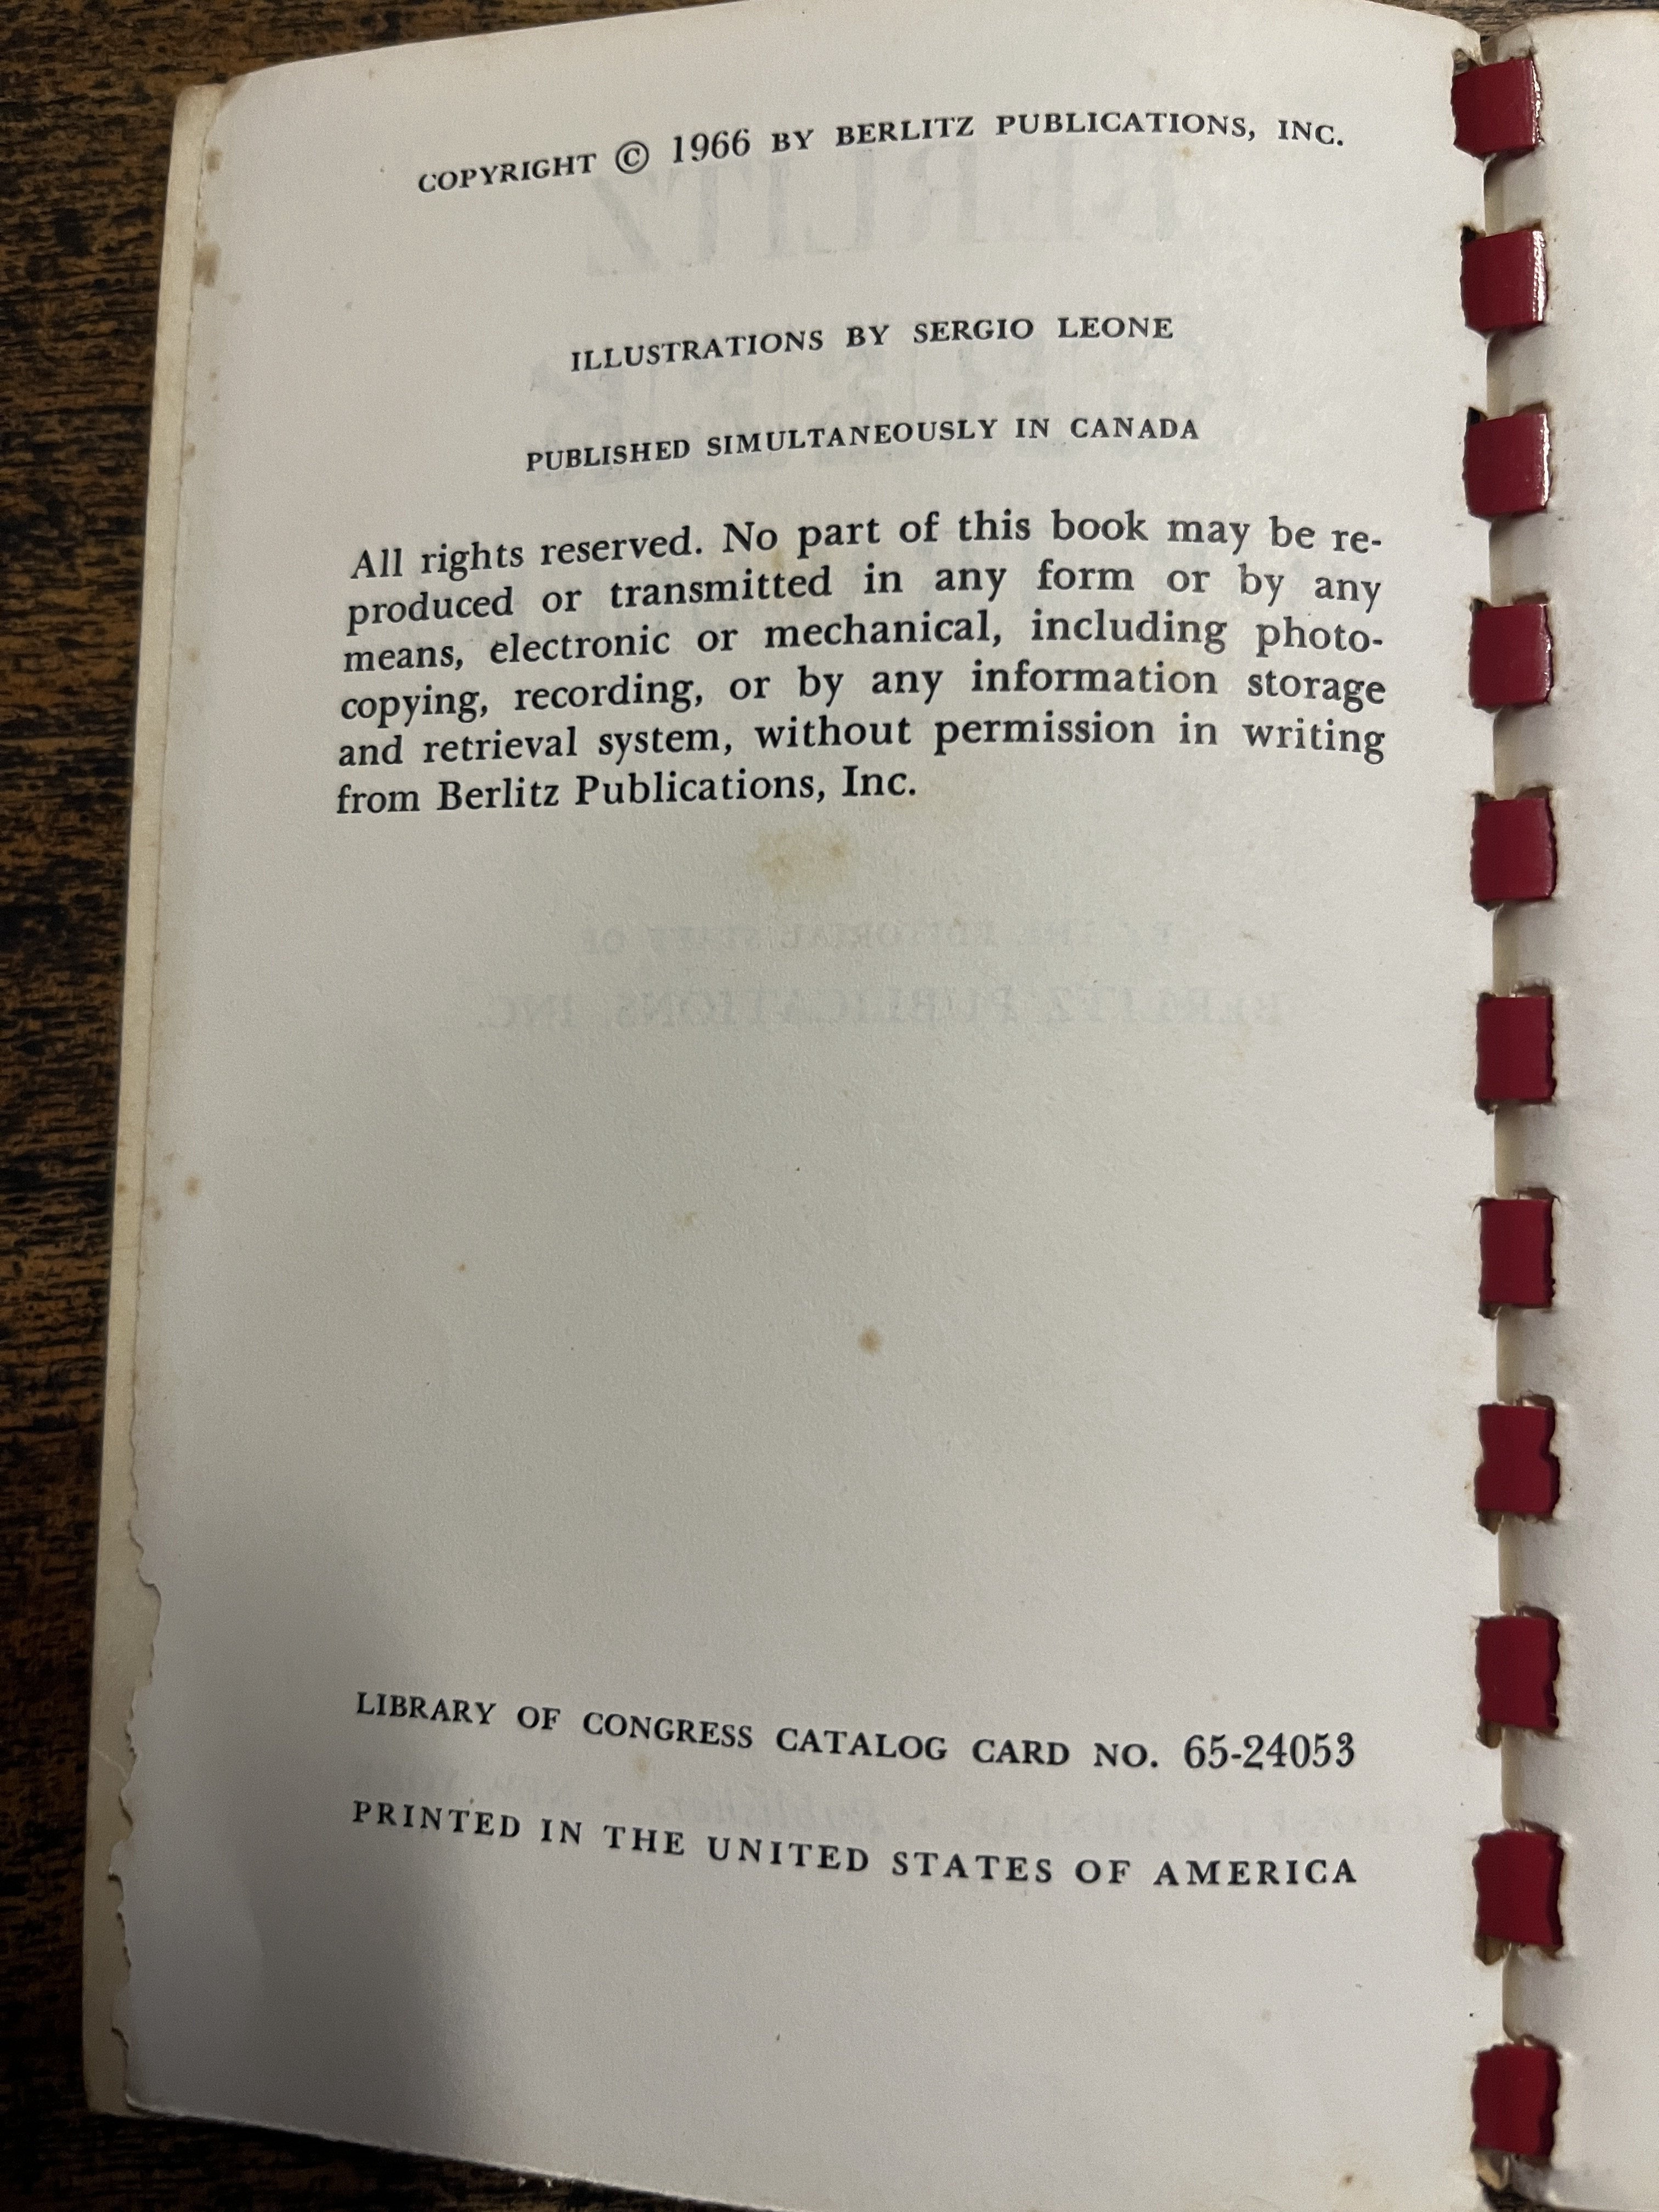 COPYRIGHT © 1966 BY BERLITZ PUBLICATIONS, INC.
ILLUSTRATIONS BY SERGIO LEONE
PUBLISHED SIMULTANEOUSLY IN CANADA
All rights reserved. No part of this book may be re-
produced or transmitted in any form or by any
means, electronic or mechanical, including photo-
copying, recording, or by any information storage
and retrieval system, without permission in writing
from Berlitz Publications, Inc.
LIBRARY OF CONGRESS CATALOG CARD NO. 65-24053
PRINTED IN THE UNITED STATES OF AMERICA